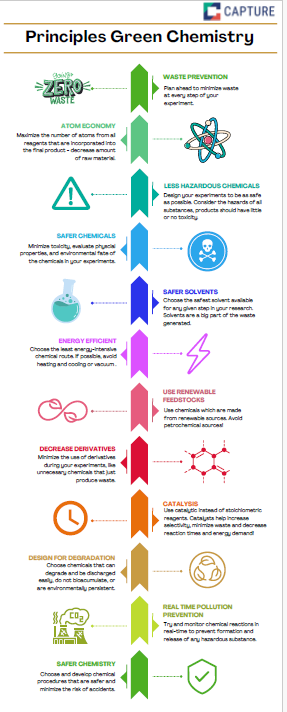 CAPTURE
Principles Green Chemistry
ZERO
WASTE
WASTE PREVENTION
Plan ahead to minimize waste
at every step of your
experiment.
ATOM ECONOMY
Maximize the number of atoms from all
reagents that are incorporated into
the final product - decrease amount
of raw material.
LESS HAZARDOUS CHEMICALS
Design your experiments to be as safe
as possible. Consider the hazards of all
substances, products should have little
or no toxicity.
SAFER CHEMICALS
Minimize toxicity, evaluate physical
properties, and environmental fate of
the chemicals in your experiments.
SAFER SOLVENTS
Choose the safest solvent available
for any given step in your research.
Solvents are a big part of the waste
generated.
ENERGY EFFICIENT
Choose the least energy-intensive
chemical route. If possible, avoid
heating and cooling or vacuum .
USE RENEWABLE
FEEDSTOCKS
Use chemicals which are made
from renewable sources. Avoid
petrochemical sources!
DECREASE DERIVATIVES
Minimize the use of derivatives
during your experiments, like
unnecessary chemicals that just
produce waste.
CATALYSIS
Use catalytic instead of stoichiometric
reagents. Catalysts help increase
selectivity, minimize waste and decrease
reaction times and energy demand!
DESIGN FOR DEGRADATION
Choose chemicals that can
degrade and be discharged
easily, do not bioacumulate, or
are environmentally persistent.
CO2
REAL TIME POLLUTION
PREVENTION
Try and monitor chemical reactions in
real-time to prevent formation and
release of any hazardous substance.
SAFER CHEMISTRY
Choose and develop chemical
procedures that are safer and
minimize the risk of accidents.